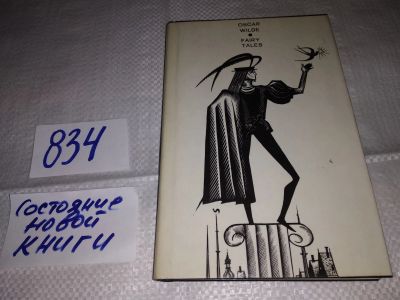 OSCAR
WILDE
FAIRY
TALES
834
Состояние
новой
книги